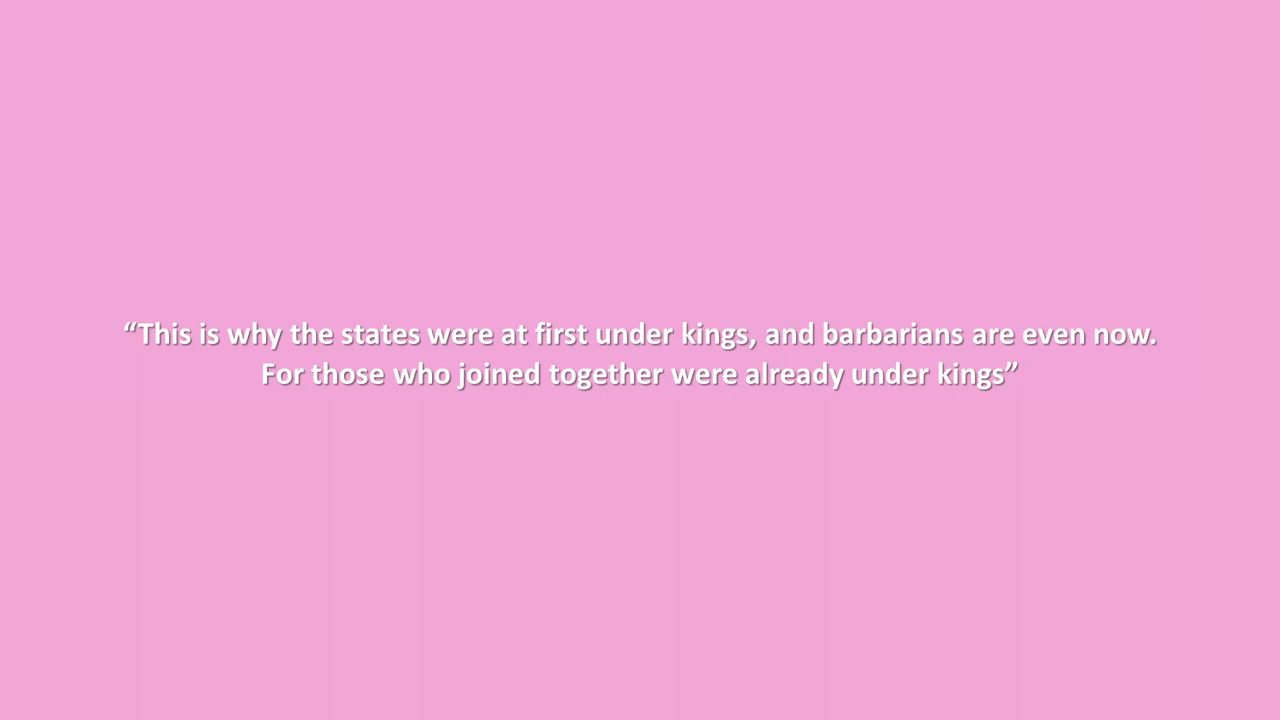 “This is why the states were at first under kings, and barbarians are even now.
For those who joined together were already under kings”